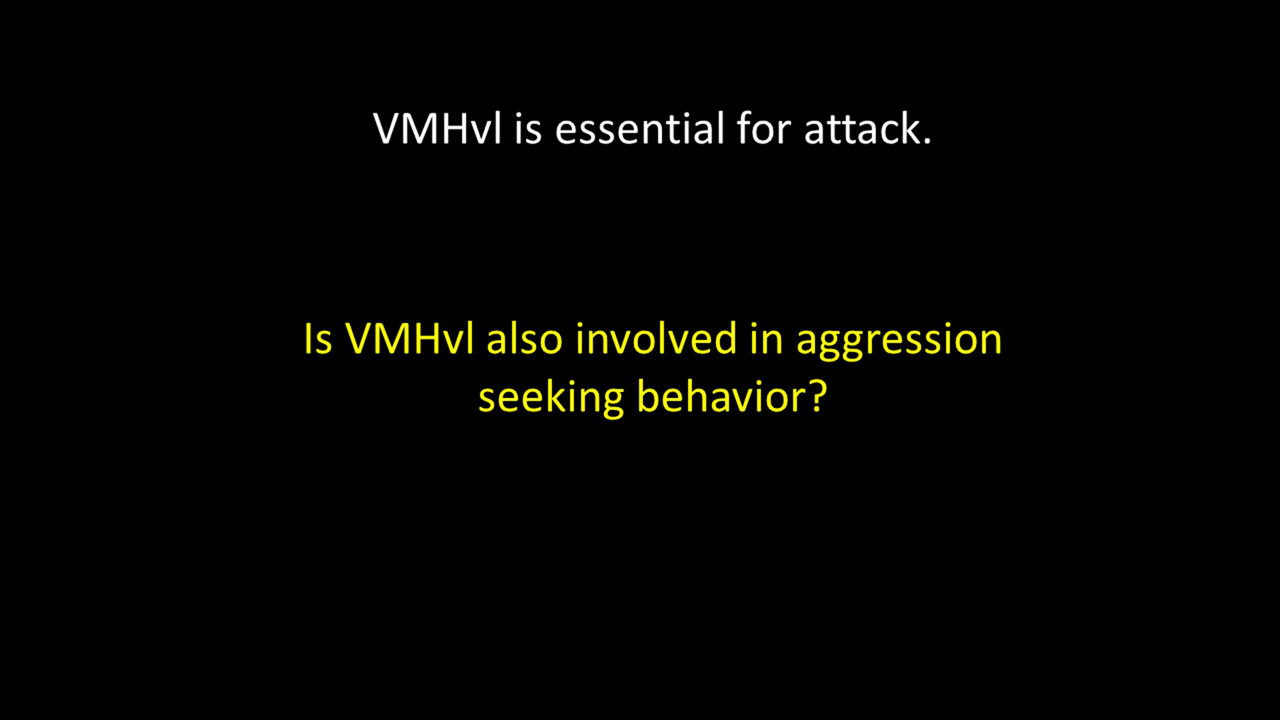 VMHvl is essential for attack.
Is VMHvl also involved in aggression
seeking behavior?